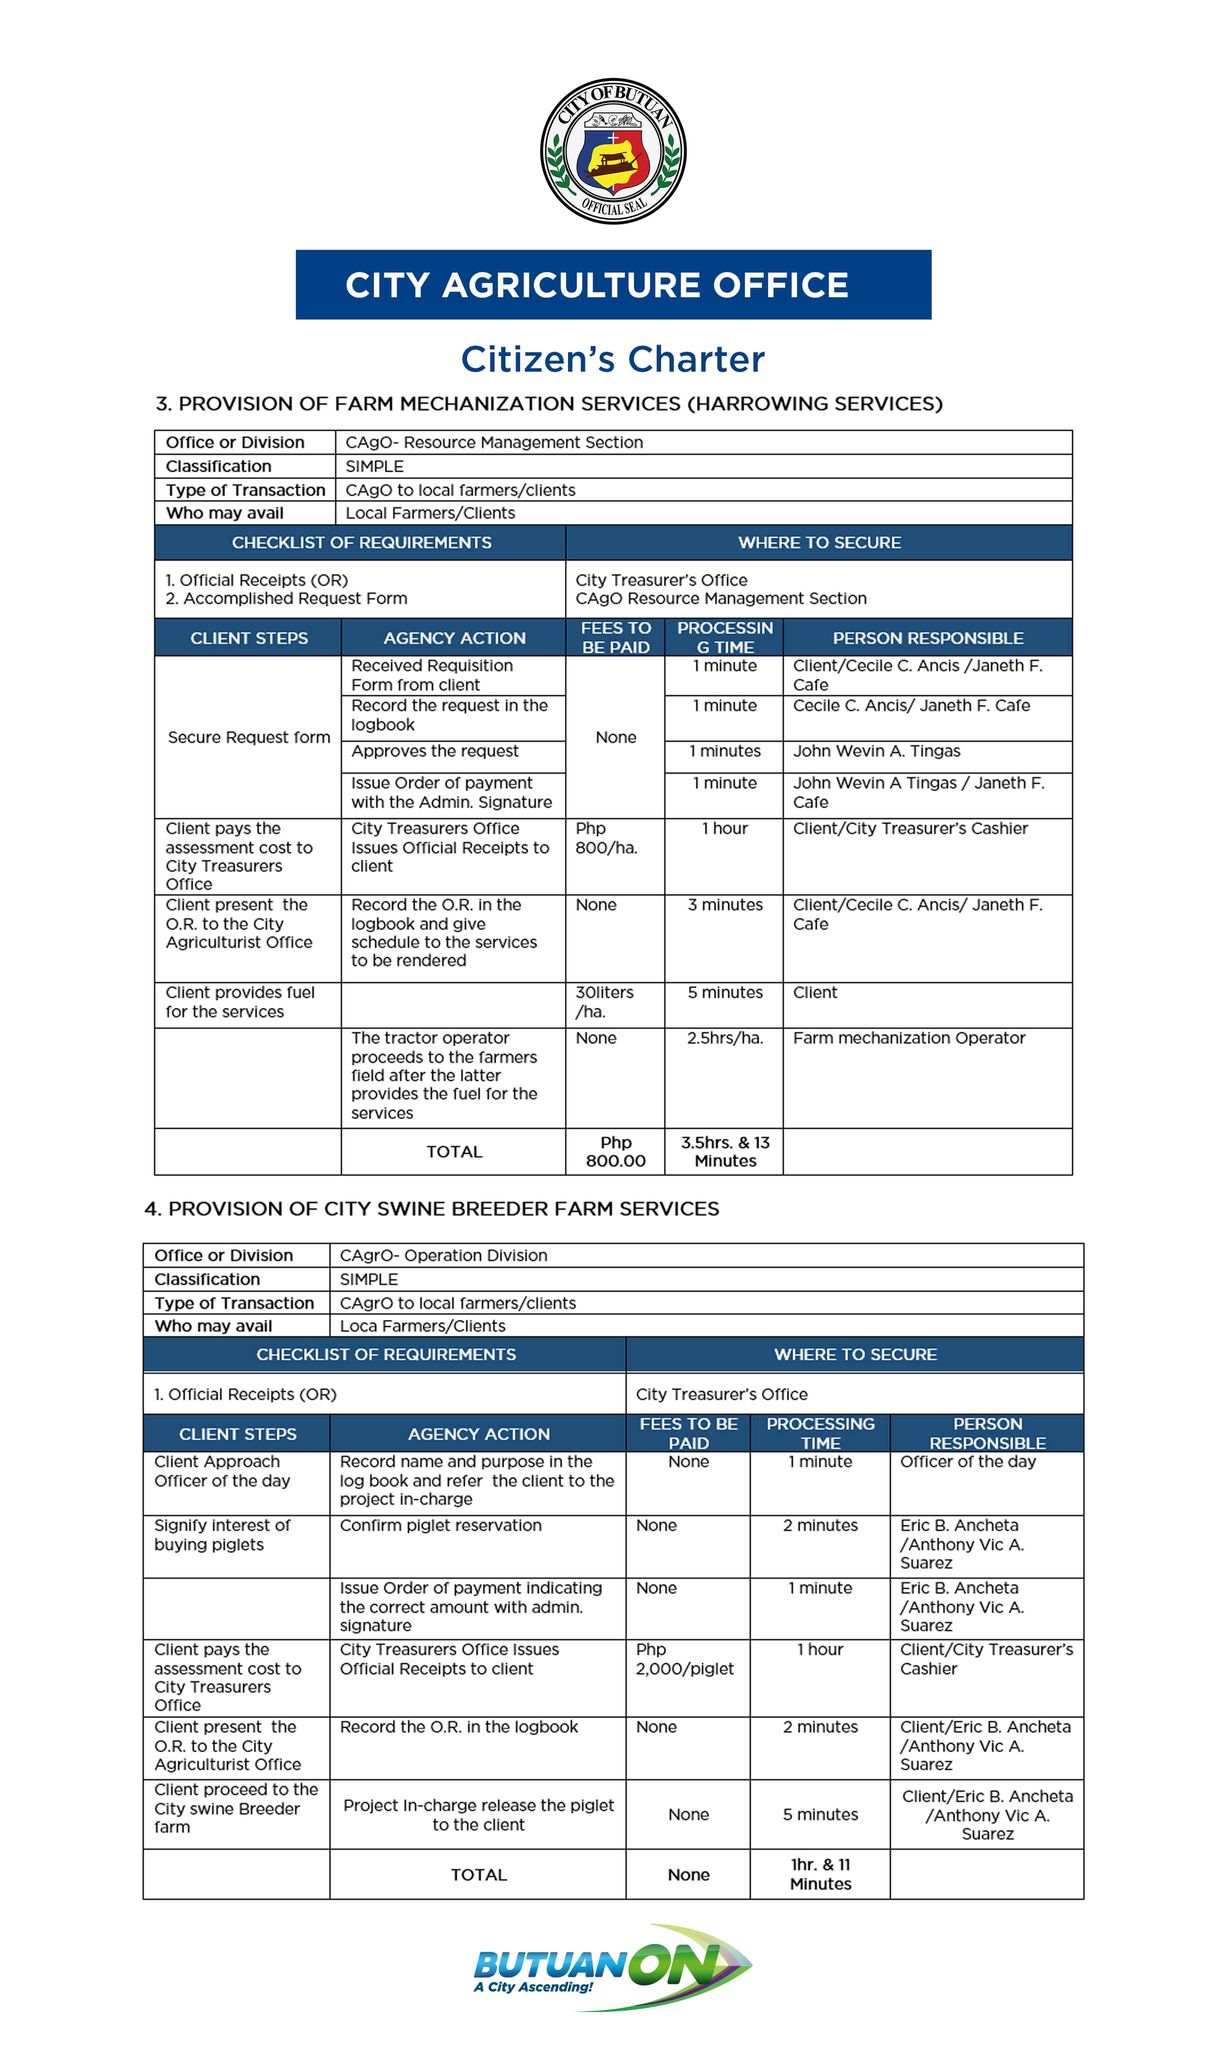 CITY OF BUTUAN
OFFICIAL SEAL
CITY AGRICULTURE OFFICE
Citizen's Charter
3. PROVISION OF FARM MECHANIZATION SERVICES (HARROWING SERVICES)
Office or Division CAgO- Resource Management Section
Classification SIMPLE
Type of Transaction CAgO to local farmers/clients
Who may avail Local Farmers/Clients
CHECKLIST OF REQUIREMENTS WHERE TO SECURE
1. Official Receipts (OR) City Treasurer's Office
2. Accomplished Request Form CAgO Resource Management Section
CLIENT STEPS AGENCY ACTION FEES TO BE PAID PROCESSIN G TIME PERSON RESPONSIBLE
Secure Request form
Received Requisition
Form from client
None
1 minute
Client/Cecile C. Ancis /Janeth F.
Cafe
Record the request in the
logbook
1 minute
Cecile C. Ancis/ Janeth F. Cafe
Approves the request
1 minutes
John Wevin A. Tingas
Issue Order of payment
with the Admin. Signature
1 minute
John Wevin A Tingas / Janeth F.
Cafe
Client pays the
assessment cost to
City Treasurers
Office
City Treasurers Office
Issues Official Receipts to
client
Php
800/ha.
1 hour
Client/City Treasurer's Cashier
Client present the
O.R. to the City
Agriculturist Office
Record the O.R. in the
logbook and give
schedule to the services
to be rendered
None
3 minutes
Client/Cecile C. Ancis/ Janeth F.
Cafe
Client provides fuel
for the services
30liters
/ha.
5 minutes
Client
The tractor operator
proceeds to the farmers
field after the latter
provides the fuel for the
services
None
2.5hrs/ha.
Farm mechanization Operator
TOTAL
Php
800.00
3.5hrs. & 13
Minutes
4. PROVISION OF CITY SWINE BREEDER FARM SERVICES
Office or Division CAgrO- Operation Division
Classification SIMPLE
Type of Transaction CAgrO to local farmers/clients
Who may avail Loca Farmers/Clients
CHECKLIST OF REQUIREMENTS WHERE TO SECURE
1. Official Receipts (OR) City Treasurer's Office
CLIENT STEPS AGENCY ACTION FEES TO BE PAID PROCESSING TIME PERSON RESPONSIBLE
Client Approach
Officer of the day
Record name and purpose in the
log book and refer the client to the
project in-charge
None
1 minute
Officer of the day
Signify interest of
buying piglets
Confirm piglet reservation
None
2 minutes
Eric B. Ancheta
/Anthony Vic A.
Suarez
Issue Order of payment indicating
the correct amount with admin.
signature
None
1 minute
Eric B. Ancheta
/Anthony Vic A.
Suarez
Client pays the
assessment cost to
City Treasurers
Office
City Treasurers Office Issues
Official Receipts to client
Php
2,000/piglet
1 hour
Client/City Treasurer's
Cashier
Client present the
O.R. to the City
Agriculturist Office
Record the O.R. in the logbook
None
2 minutes
Client/Eric B. Ancheta
/Anthony Vic A.
Suarez
Client proceed to the
City swine Breeder
farm
Project In-charge release the piglet
to the client
None
5 minutes
Client/Eric B. Ancheta
/Anthony Vic A.
Suarez
TOTAL
None
1hr. & 11
Minutes
BUTUAN ON
A City Ascending!